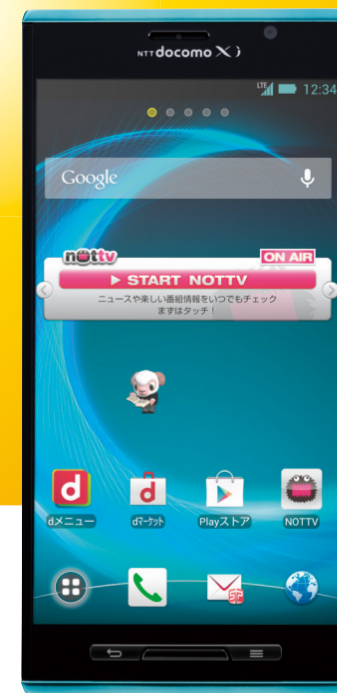 NTT docomo Xi
LTE 12:34
Google
nottv ON AIR
START NOTTV
ニュースや楽しい番組情報をいつでもチェック
まずはタッチ!
dメニュー dマーケット Playストア NOTTV